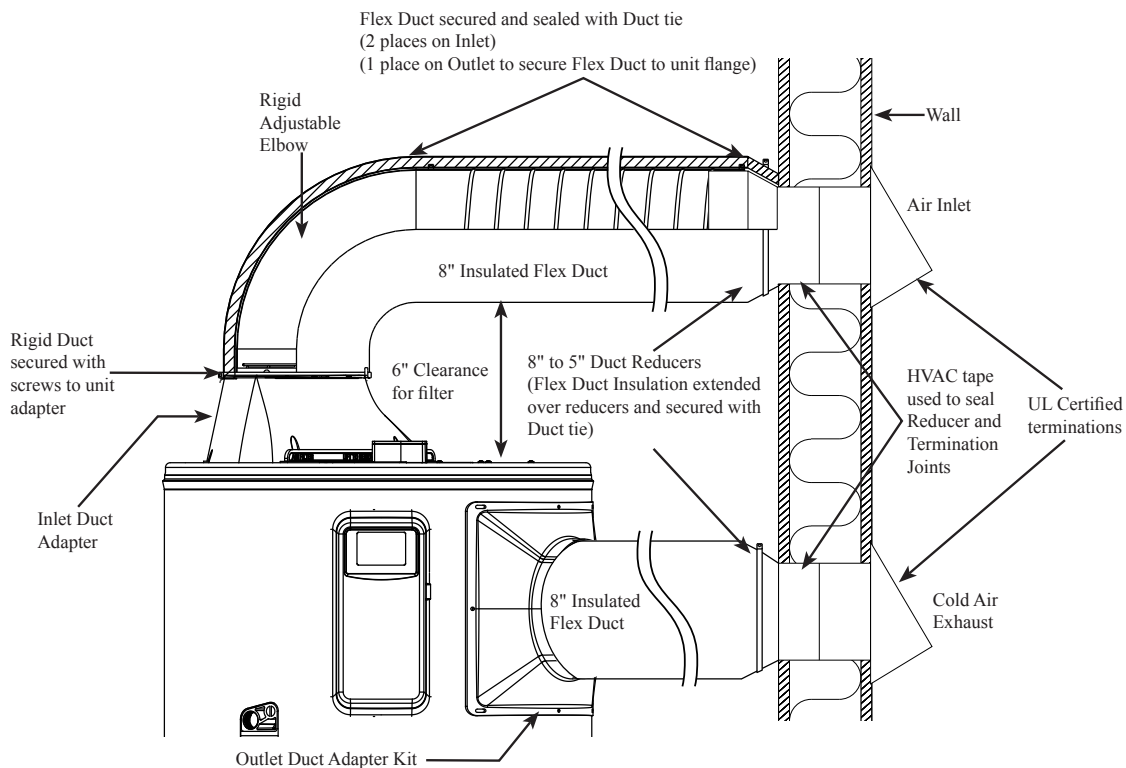 Flex Duct secured and sealed with Duct tie
(2 places on Inlet)
(1 place on Outlet to secure Flex Duct to unit flange)
Rigid
Adjustable
Elbow
Wall
Air Inlet
8" Insulated Flex Duct
Rigid Duct
secured with
screws to unit
adapter
6" Clearance
for filter
8" to 5" Duct Reducers
(Flex Duct Insulation extended
over reducers and secured with
Duct tie)
HVAC tape
used to seal
Reducer and
Termination
Joints
UL Certified
terminations
Inlet Duct
Adapter
8" Insulated
Flex Duct
Cold Air
Exhaust
Outlet Duct Adapter Kit